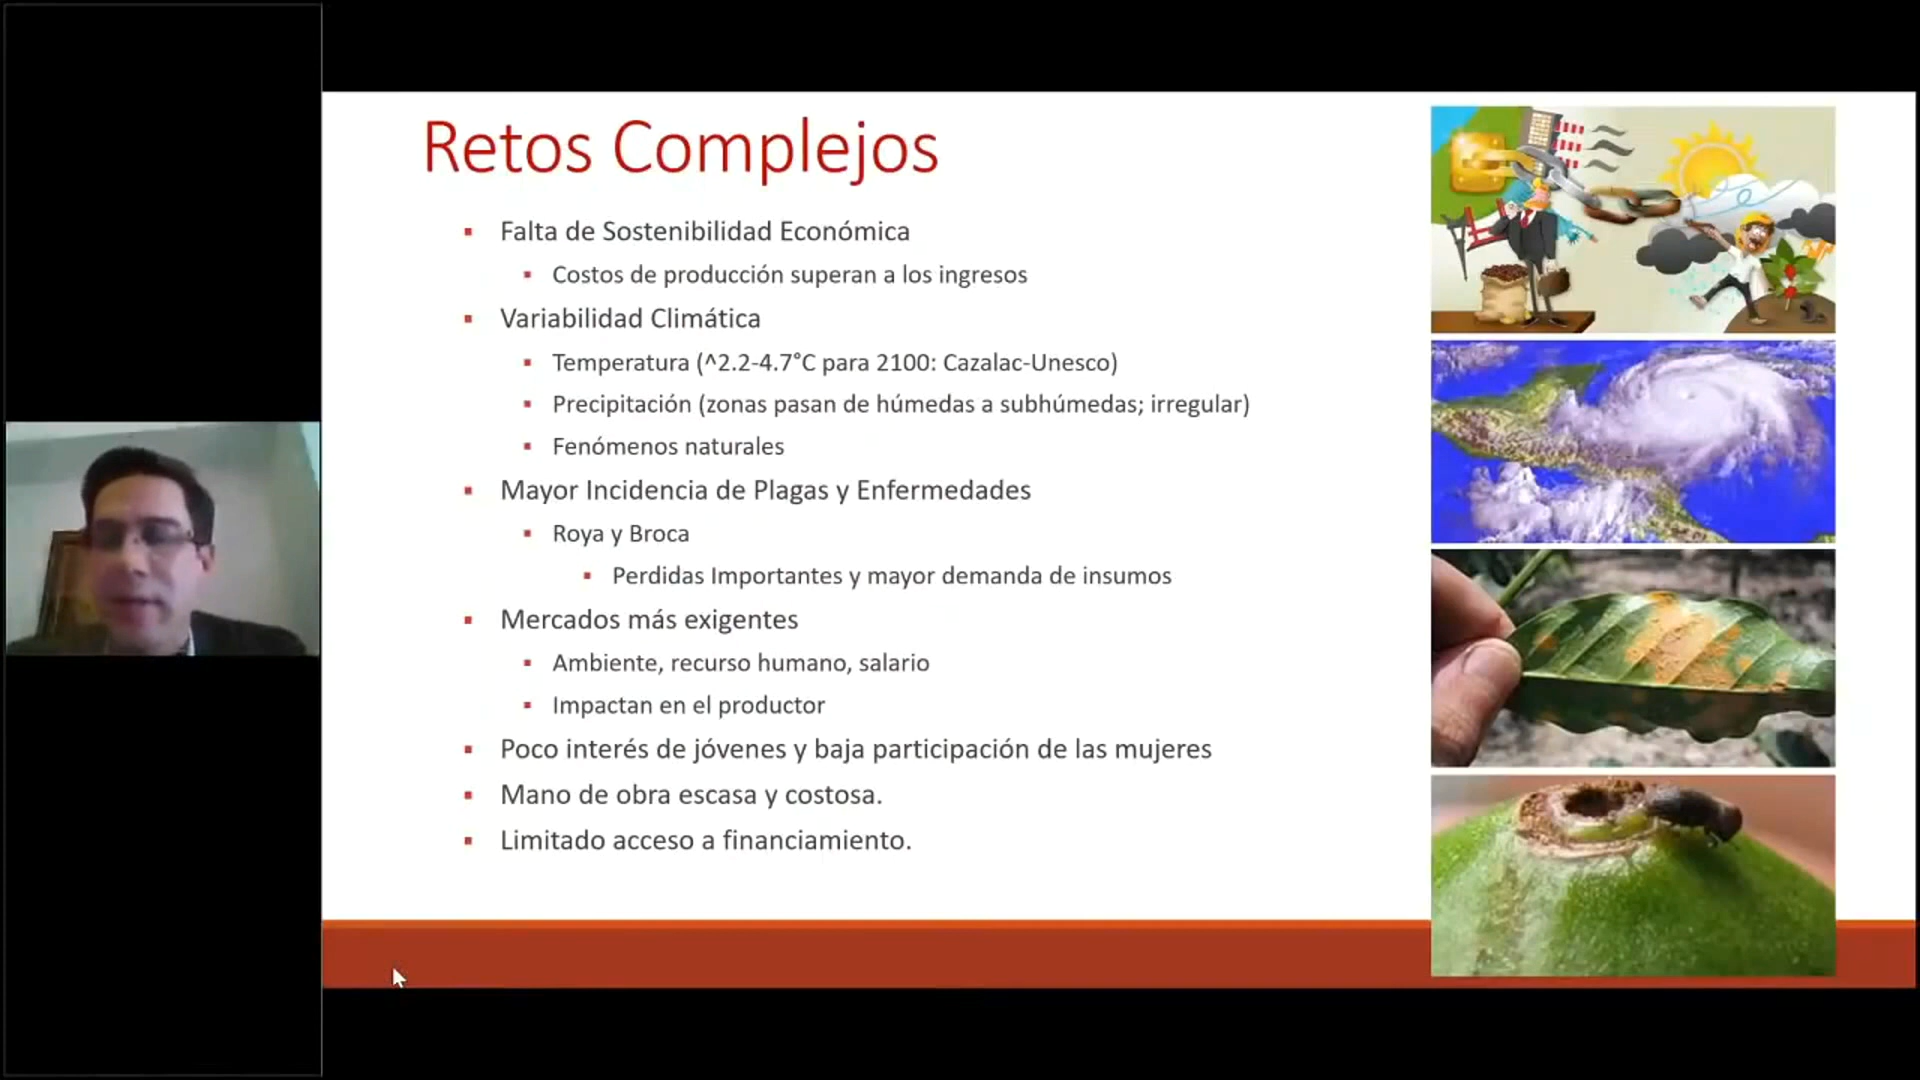 Retos Complejos
Falta de Sostenibilidad Económica
Costos de producción superan a los ingresos
Variabilidad Climática
Temperatura (^2.2-4.7°C para 2100: Cazalac-Unesco)
Precipitación (zonas pasan de húmedas a subhúmedas; irregular)
Fenómenos naturales
Mayor Incidencia de Plagas y Enfermedades
Roya y Broca
Perdidas Importantes y mayor demanda de insumos
Mercados más exigentes
Ambiente, recurso humano, salario
Impactan en el productor
Poco interés de jóvenes y baja participación de las mujeres
Mano de obra escasa y costosa.
Limitado acceso a financiamiento.